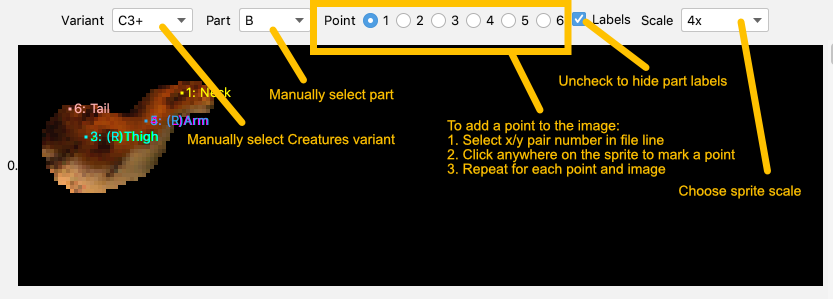 Variant C3+ Part B Point 1 2 3 4 5 6 Labels Scale 4x
Uncheck to hide part labels
1: Neck
Manually select part
6: Tail
5: (R)Arm
To add a point to the image:
3: (R)Thigh
Manually select Creatures variant
1. Select x/y pair number in file line
2. Click anywhere on the sprite to mark a point
0.
3. Repeat for each point and image
Choose sprite scale